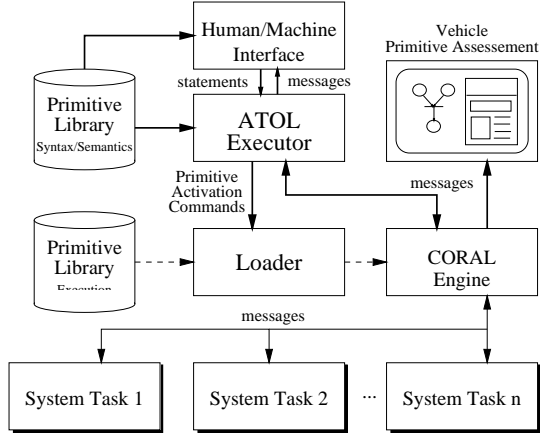 Human/Machine
Interface
Vehicle
Primitive Assessement
statements
messages
Primitive
Library
Syntax/Semantics
ATOL
Executor
Primitive
Activation
Commands
messages
Primitive
Library
Execution
Loader
CORAL
Engine
messages
System Task 1
System Task 2
...
System Task n